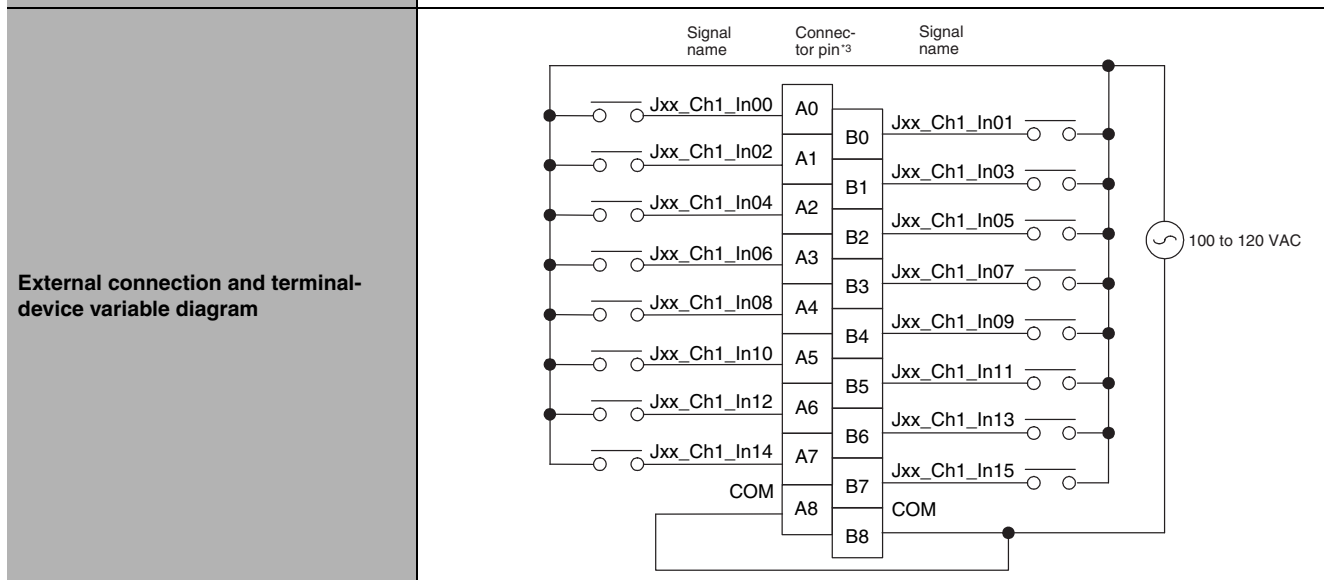 External connection and terminal-
device variable diagram
Signal
name
Connec-
tor pin*3
Signal
name
Jxx_Ch1_In00
A0
B0
Jxx_Ch1_In01
Jxx_Ch1_In02
A1
B1
Jxx_Ch1_In03
Jxx_Ch1_In04
A2
B2
Jxx_Ch1_In05
Jxx_Ch1_In06
A3
B3
Jxx_Ch1_In07
Jxx_Ch1_In08
A4
B4
Jxx_Ch1_In09
Jxx_Ch1_In10
A5
B5
Jxx_Ch1_In11
Jxx_Ch1_In12
A6
B6
Jxx_Ch1_In13
Jxx_Ch1_In14
A7
B7
Jxx_Ch1_In15
COM
A8
B8
COM
100 to 120 VAC